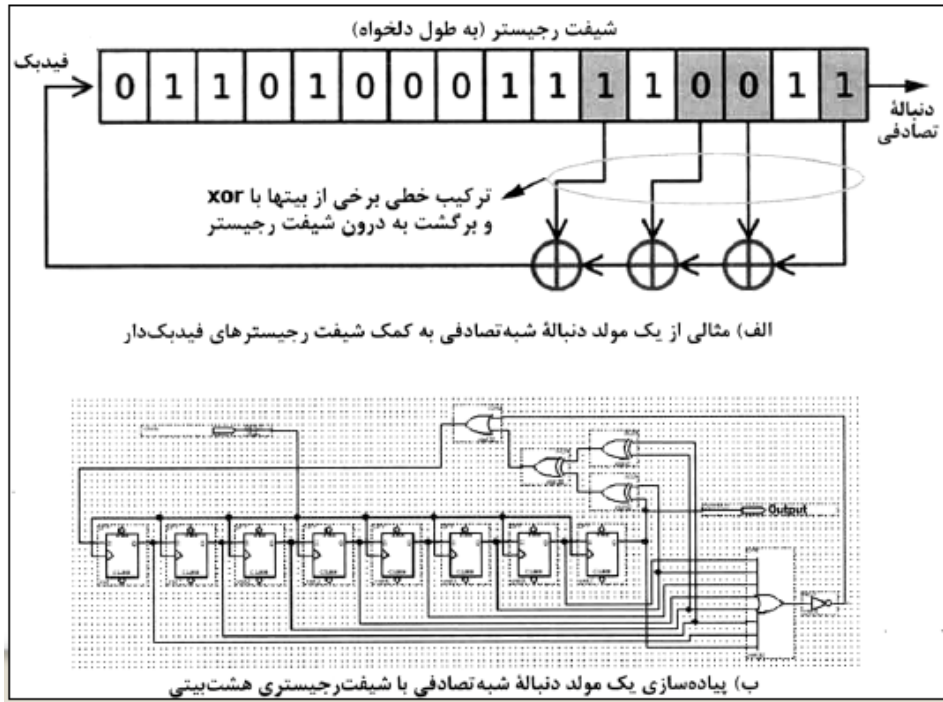 شیفت رجیستر (به طول دلخواه)
فیدبک
0 1 1 0 1 0 0 0 1 1 1 1 0 0 1 1
دنبالهٔ
تصادفی
ترکیب خطی برخی از بیتها با xor
و برگشت به درون شیفت رجیستر
الف) مثالی از یک مولد دنبالهٔ شبه‌تصادفی به کمک شیفت رجیسترهای فیدبک‌دار
Output
ب) پیاده‌سازی یک مولد دنبالهٔ شبه‌تصادفی با شیفت‌رجیستری هشت‌بیتی